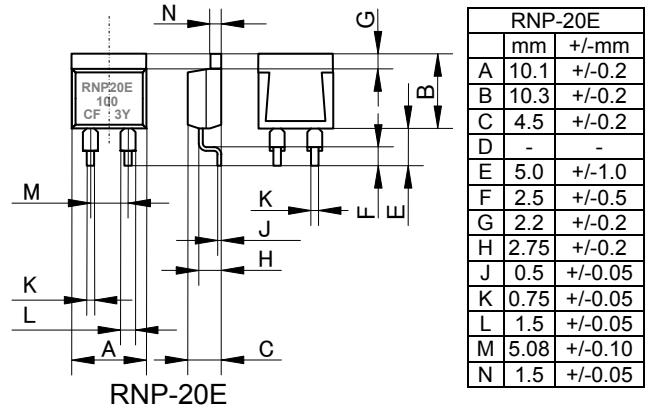 N
G
B
RNP20E
100
CF 3Y
M
K
F
E
J
H
K
L
A
C
RNP-20E
RNP-20E
mm +/-mm
A 10.1 +/-0.2
B 10.3 +/-0.2
C 4.5 +/-0.2
D - -
E 5.0 +/-1.0
F 2.5 +/-0.5
G 2.2 +/-0.2
H 2.75 +/-0.2
J 0.5 +/-0.05
K 0.75 +/-0.05
L 1.5 +/-0.05
M 5.08 +/-0.10
N 1.5 +/-0.05